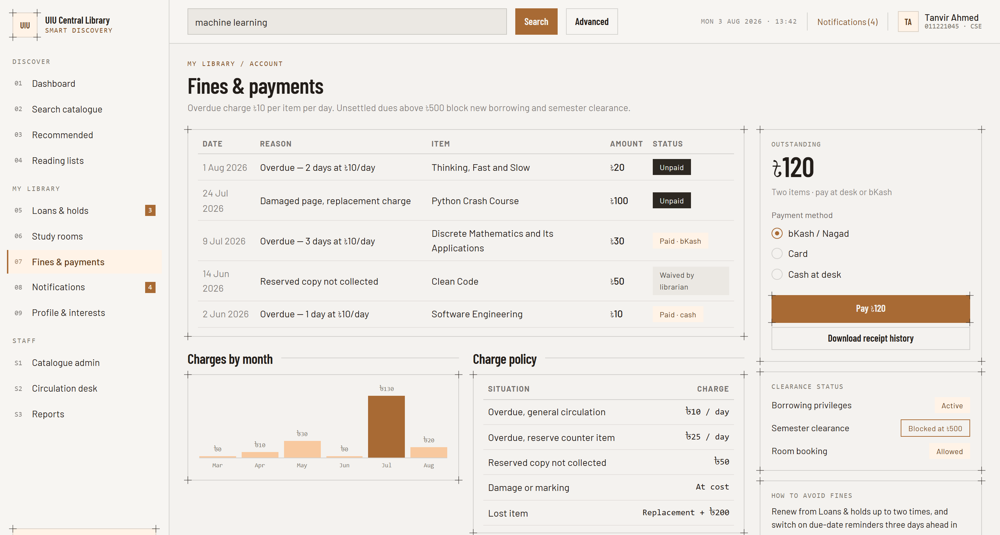 UIU
UIU Central Library
SMART DISCOVERY
machine learning
Search
Advanced
MON 3 AUG 2026 · 13:42
Notifications (4)
TA
Tanvir Ahmed
011221045 · CSE
DISCOVER
01 Dashboard
02 Search catalogue
03 Recommended
04 Reading lists
MY LIBRARY
05 Loans & holds 3
06 Study rooms
07 Fines & payments
08 Notifications 4
09 Profile & interests
STAFF
S1 Catalogue admin
S2 Circulation desk
S3 Reports
MY LIBRARY / ACCOUNT
Fines & payments
Overdue charge ৳10 per item per day. Unsettled dues above ৳500 block new borrowing and semester clearance.
DATE REASON ITEM AMOUNT STATUS
1 Aug 2026 Overdue — 2 days at ৳10/day Thinking, Fast and Slow ৳20 Unpaid
24 Jul
2026
Damaged page, replacement charge Python Crash Course ৳100 Unpaid
9 Jul 2026 Overdue — 3 days at ৳10/day
Discrete Mathematics and Its
Applications
৳30 Paid · bKash
14 Jun
2026
Reserved copy not collected Clean Code ৳50
Waived by
librarian
2 Jun 2026 Overdue — 1 day at ৳10/day Software Engineering ৳10 Paid · cash
Charges by month
৳0 ৳10 ৳30 ৳0 ৳130 ৳20
Mar Apr May Jun Jul Aug
Charge policy
SITUATION CHARGE
Overdue, general circulation ৳10 / day
Overdue, reserve counter item ৳25 / day
Reserved copy not collected ৳50
Damage or marking At cost
Lost item Replacement + ৳200
OUTSTANDING
৳120
Two items · pay at desk or bKash
Payment method
bKash / Nagad
Card
Cash at desk
Pay ৳120
Download receipt history
CLEARANCE STATUS
Borrowing privileges Active
Semester clearance Blocked at ৳500
Room booking Allowed
HOW TO AVOID FINES
Renew from Loans & holds up to two times, and
switch on due-date reminders three days ahead in